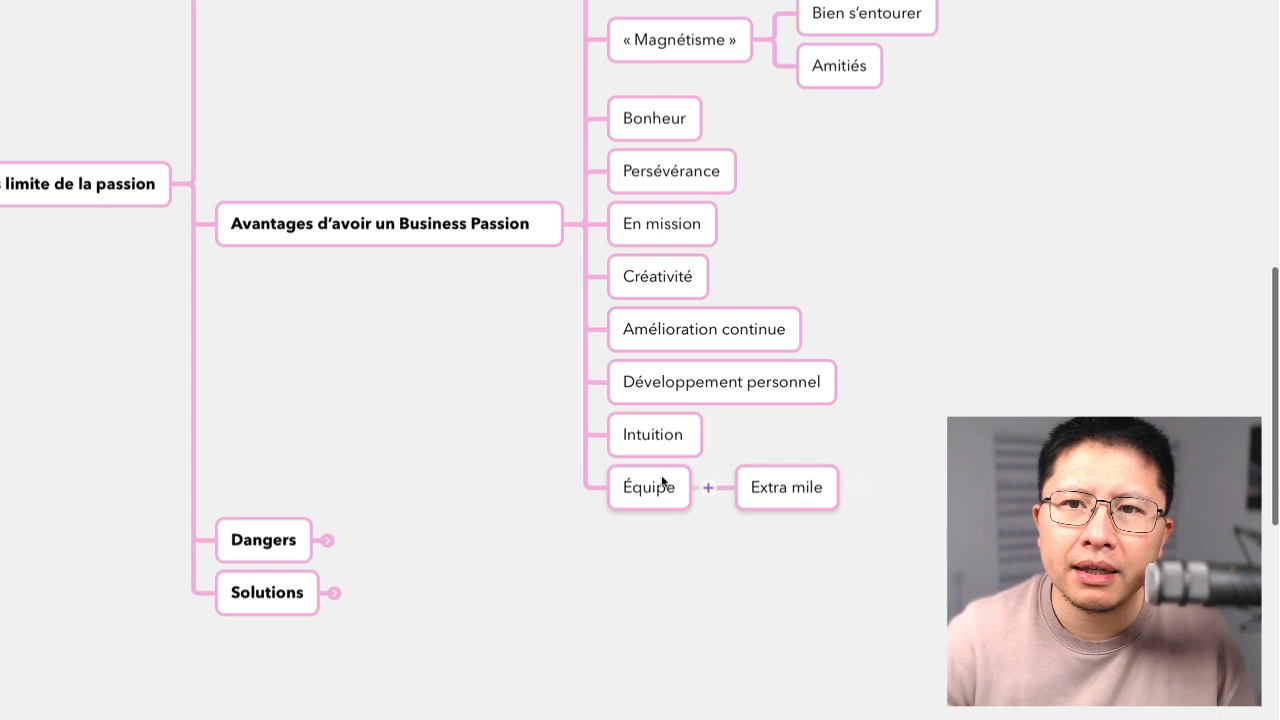 Bien s’entourer
« Magnétisme »
Amitiés
Bonheur
Persévérance
limite de la passion
Avantages d’avoir un Business Passion
En mission
Créativité
Amélioration continue
Développement personnel
Intuition
Équipe
Extra mile
Dangers
Solutions